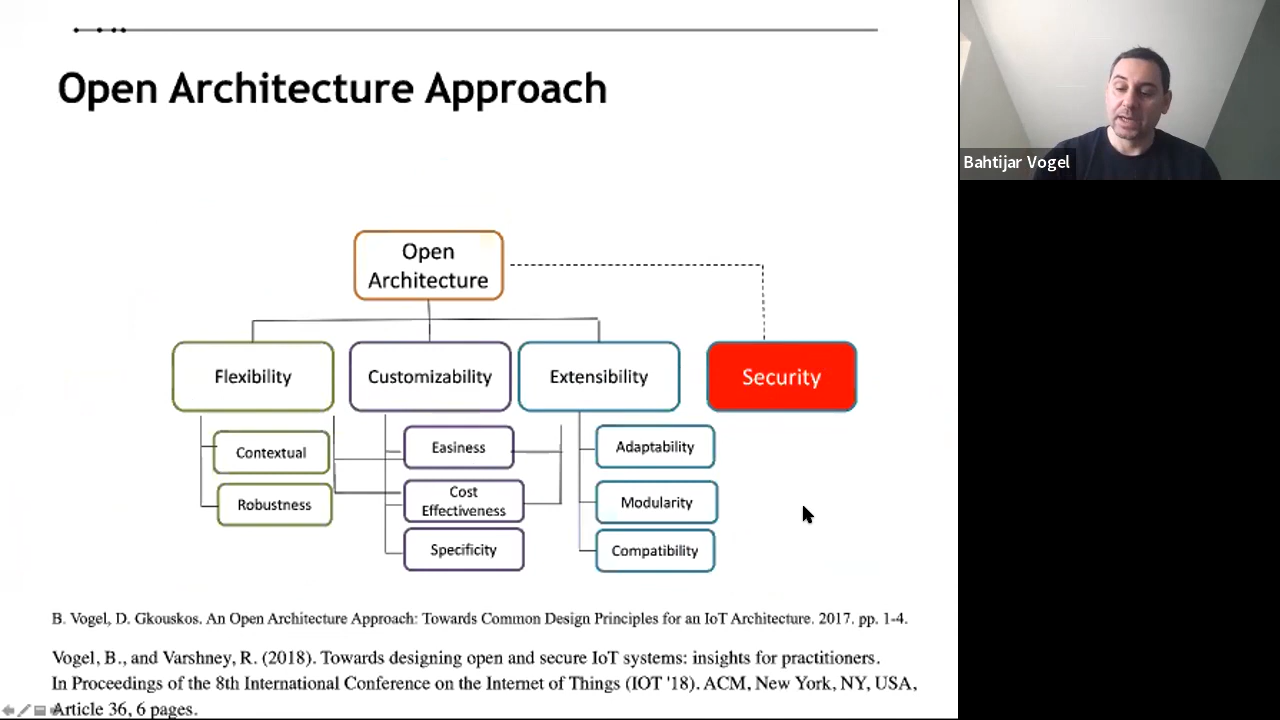 Open Architecture Approach
Bahtijar Vogel
Open
Architecture
Flexibility
Customizability
Extensibility
Security
Contextual
Robustness
Easiness
Cost
Effectiveness
Specificity
Adaptability
Modularity
Compatibility
B. Vogel, D. Gkouskos. An Open Architecture Approach: Towards Common Design Principles for an IoT Architecture. 2017. pp. 1-4.
Vogel, B., and Varshney, R. (2018). Towards designing open and secure IoT systems: insights for practitioners.
In Proceedings of the 8th International Conference on the Internet of Things (IOT '18). ACM, New York, NY, USA,
Article 36, 6 pages.